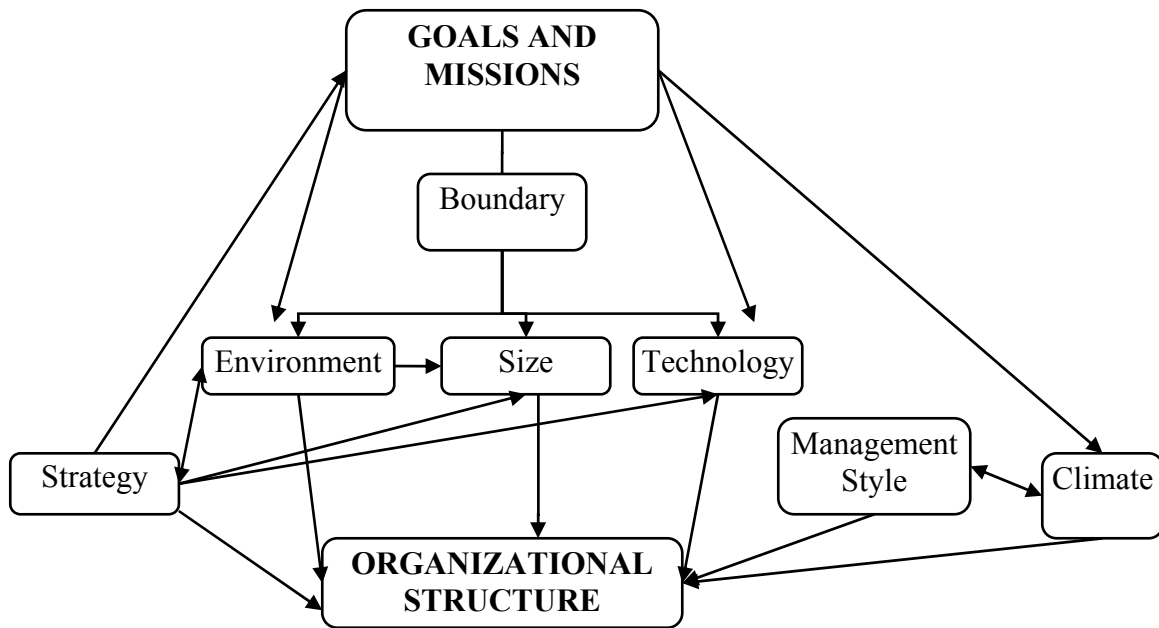 GOALS AND
MISSIONS
Boundary
Environment
Size
Technology
Strategy
Management
Style
Climate
ORGANIZATIONAL
STRUCTURE